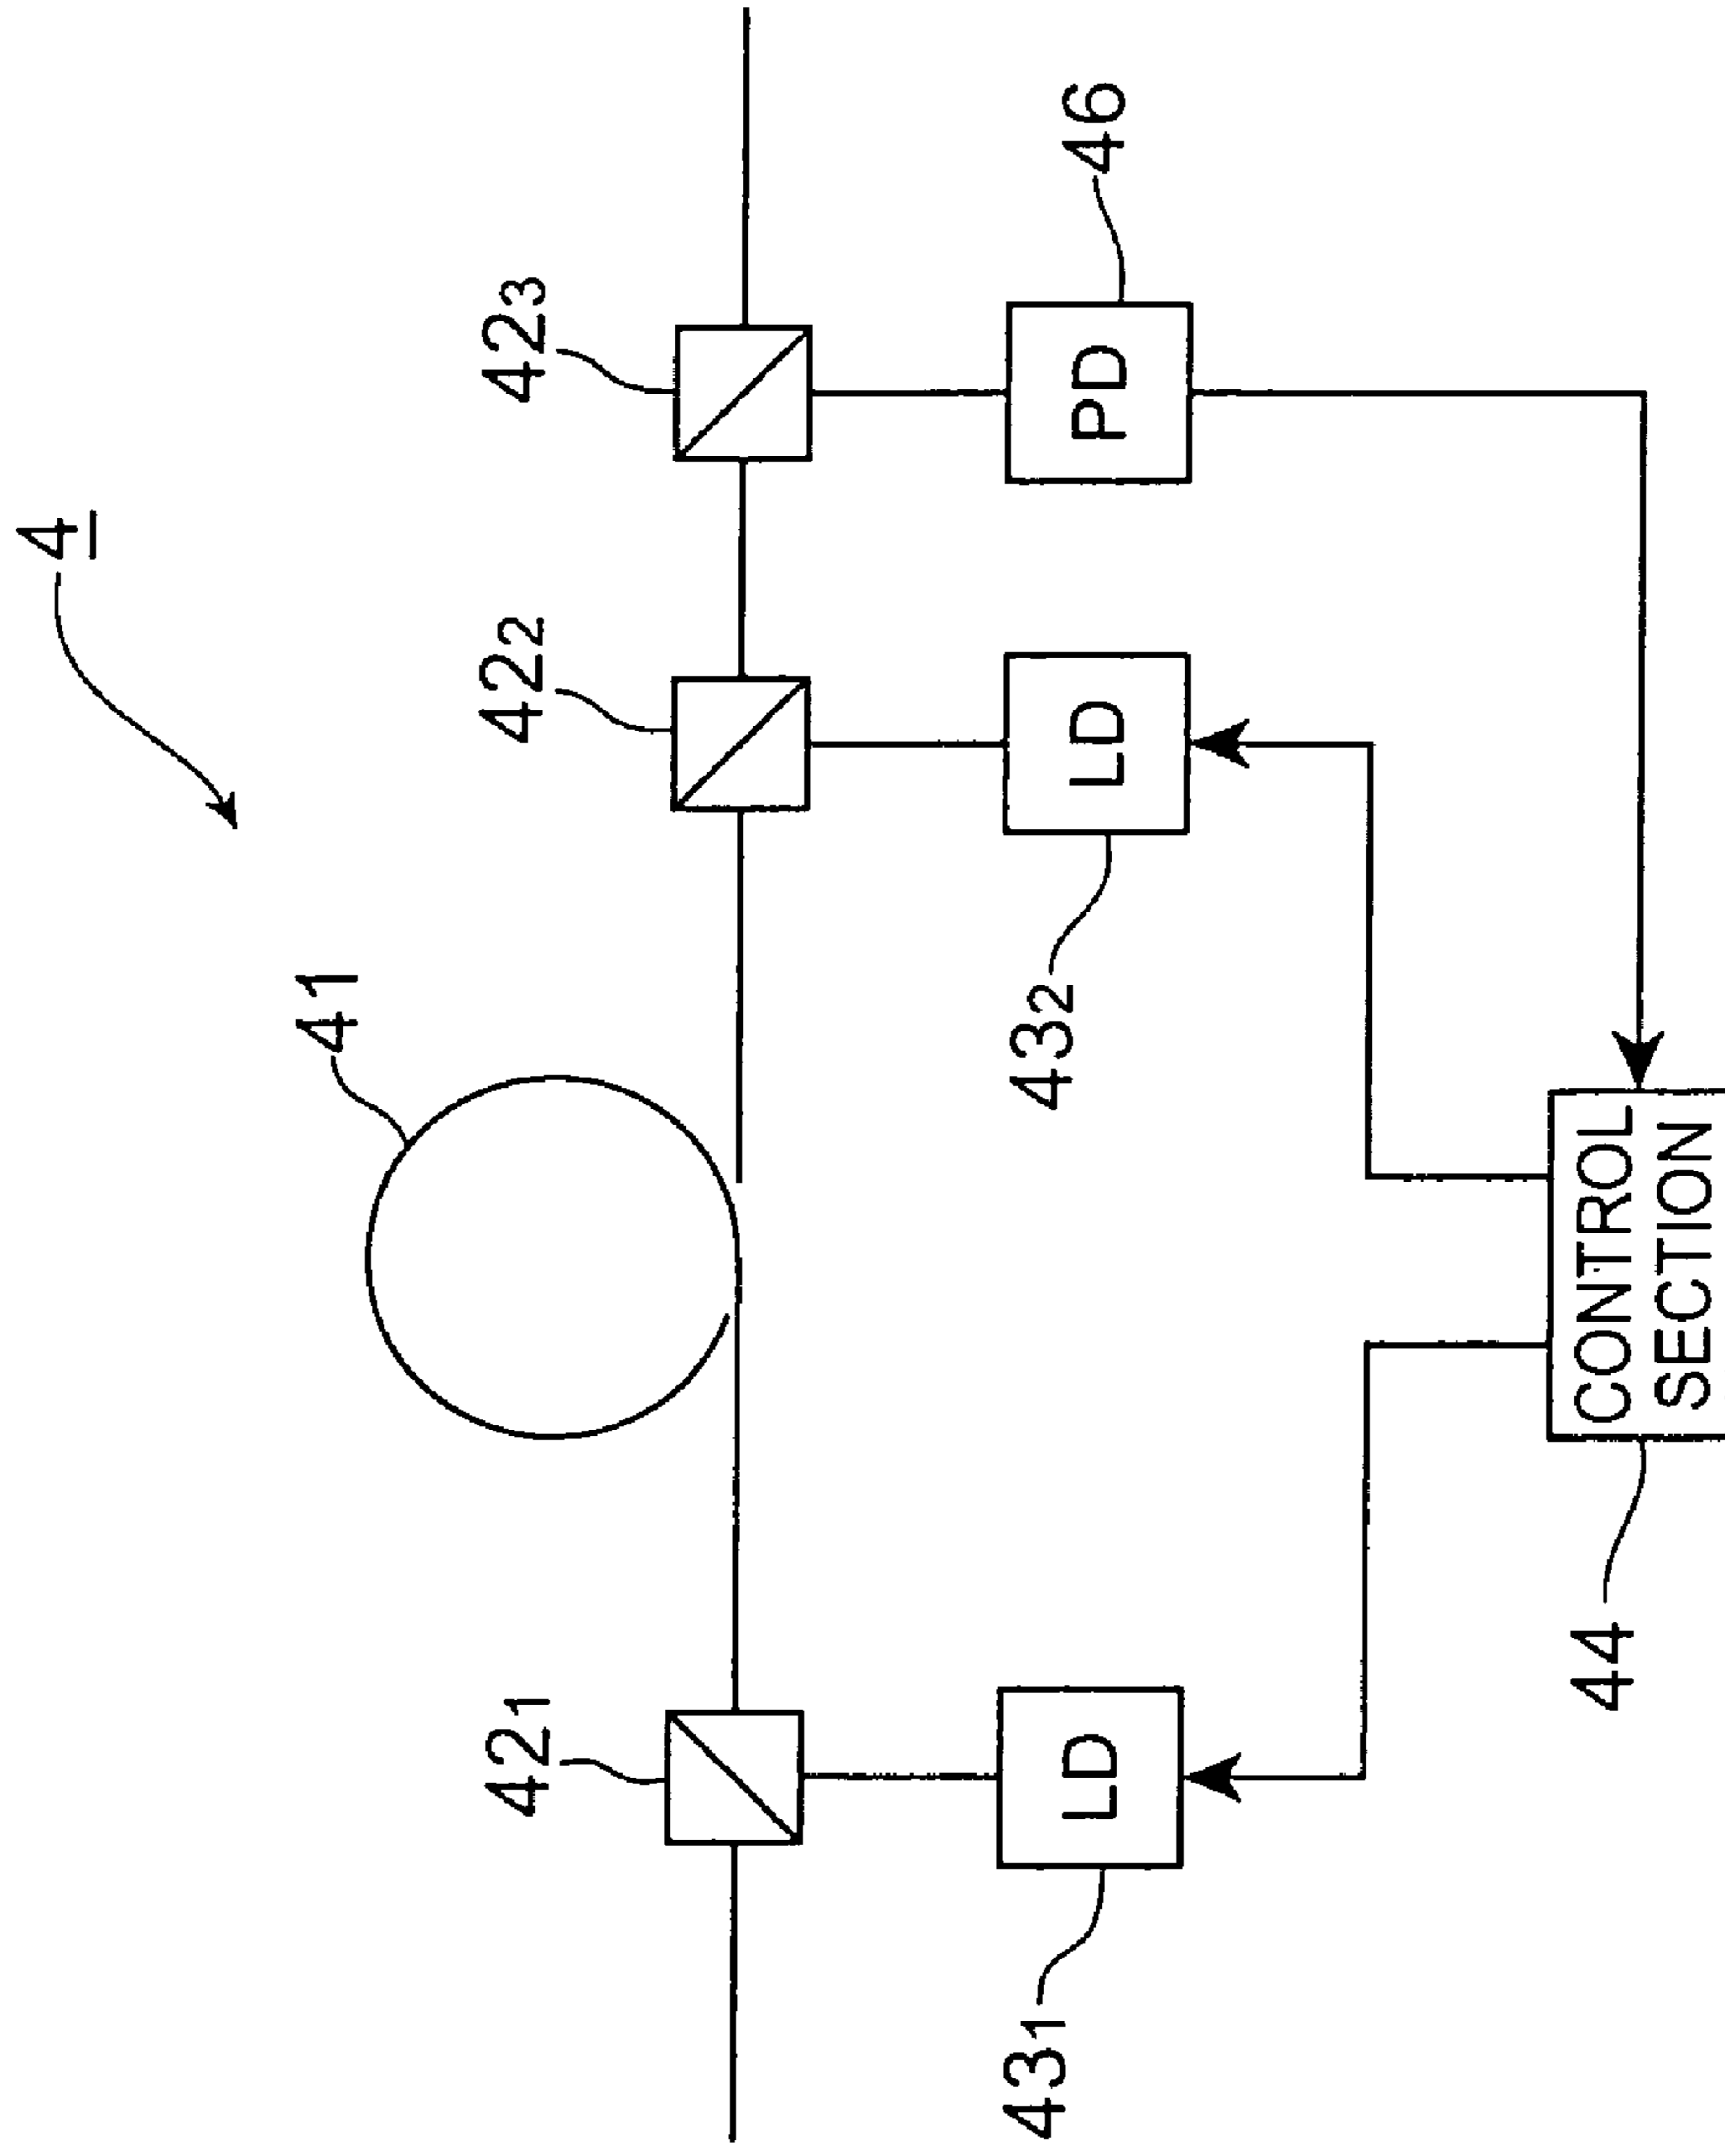 4
41
42₁
42₂
42₃
LD
LD
PD
43₁
43₂
46
44
CONTROL
SECTION